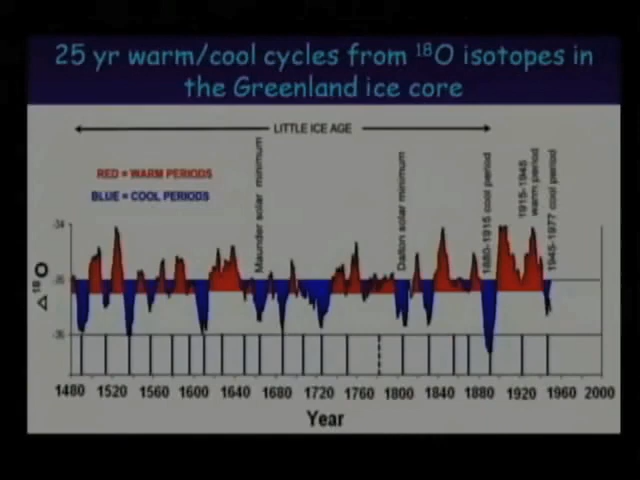 25 yr warm/cool cycles from ¹⁸O isotopes in
the Greenland ice core
LITTLE ICE AGE
RED = WARM PERIODS
BLUE = COOL PERIODS
Maunder solar minimum
Dalton solar minimum
1880-1915 cool period
1915-1945
warm period
1945-1977 cool period
Δ ¹⁸O
-34
-35
-36
1480 1520 1560 1600 1640 1680 1720 1760 1800 1840 1880 1920 1960 2000
Year